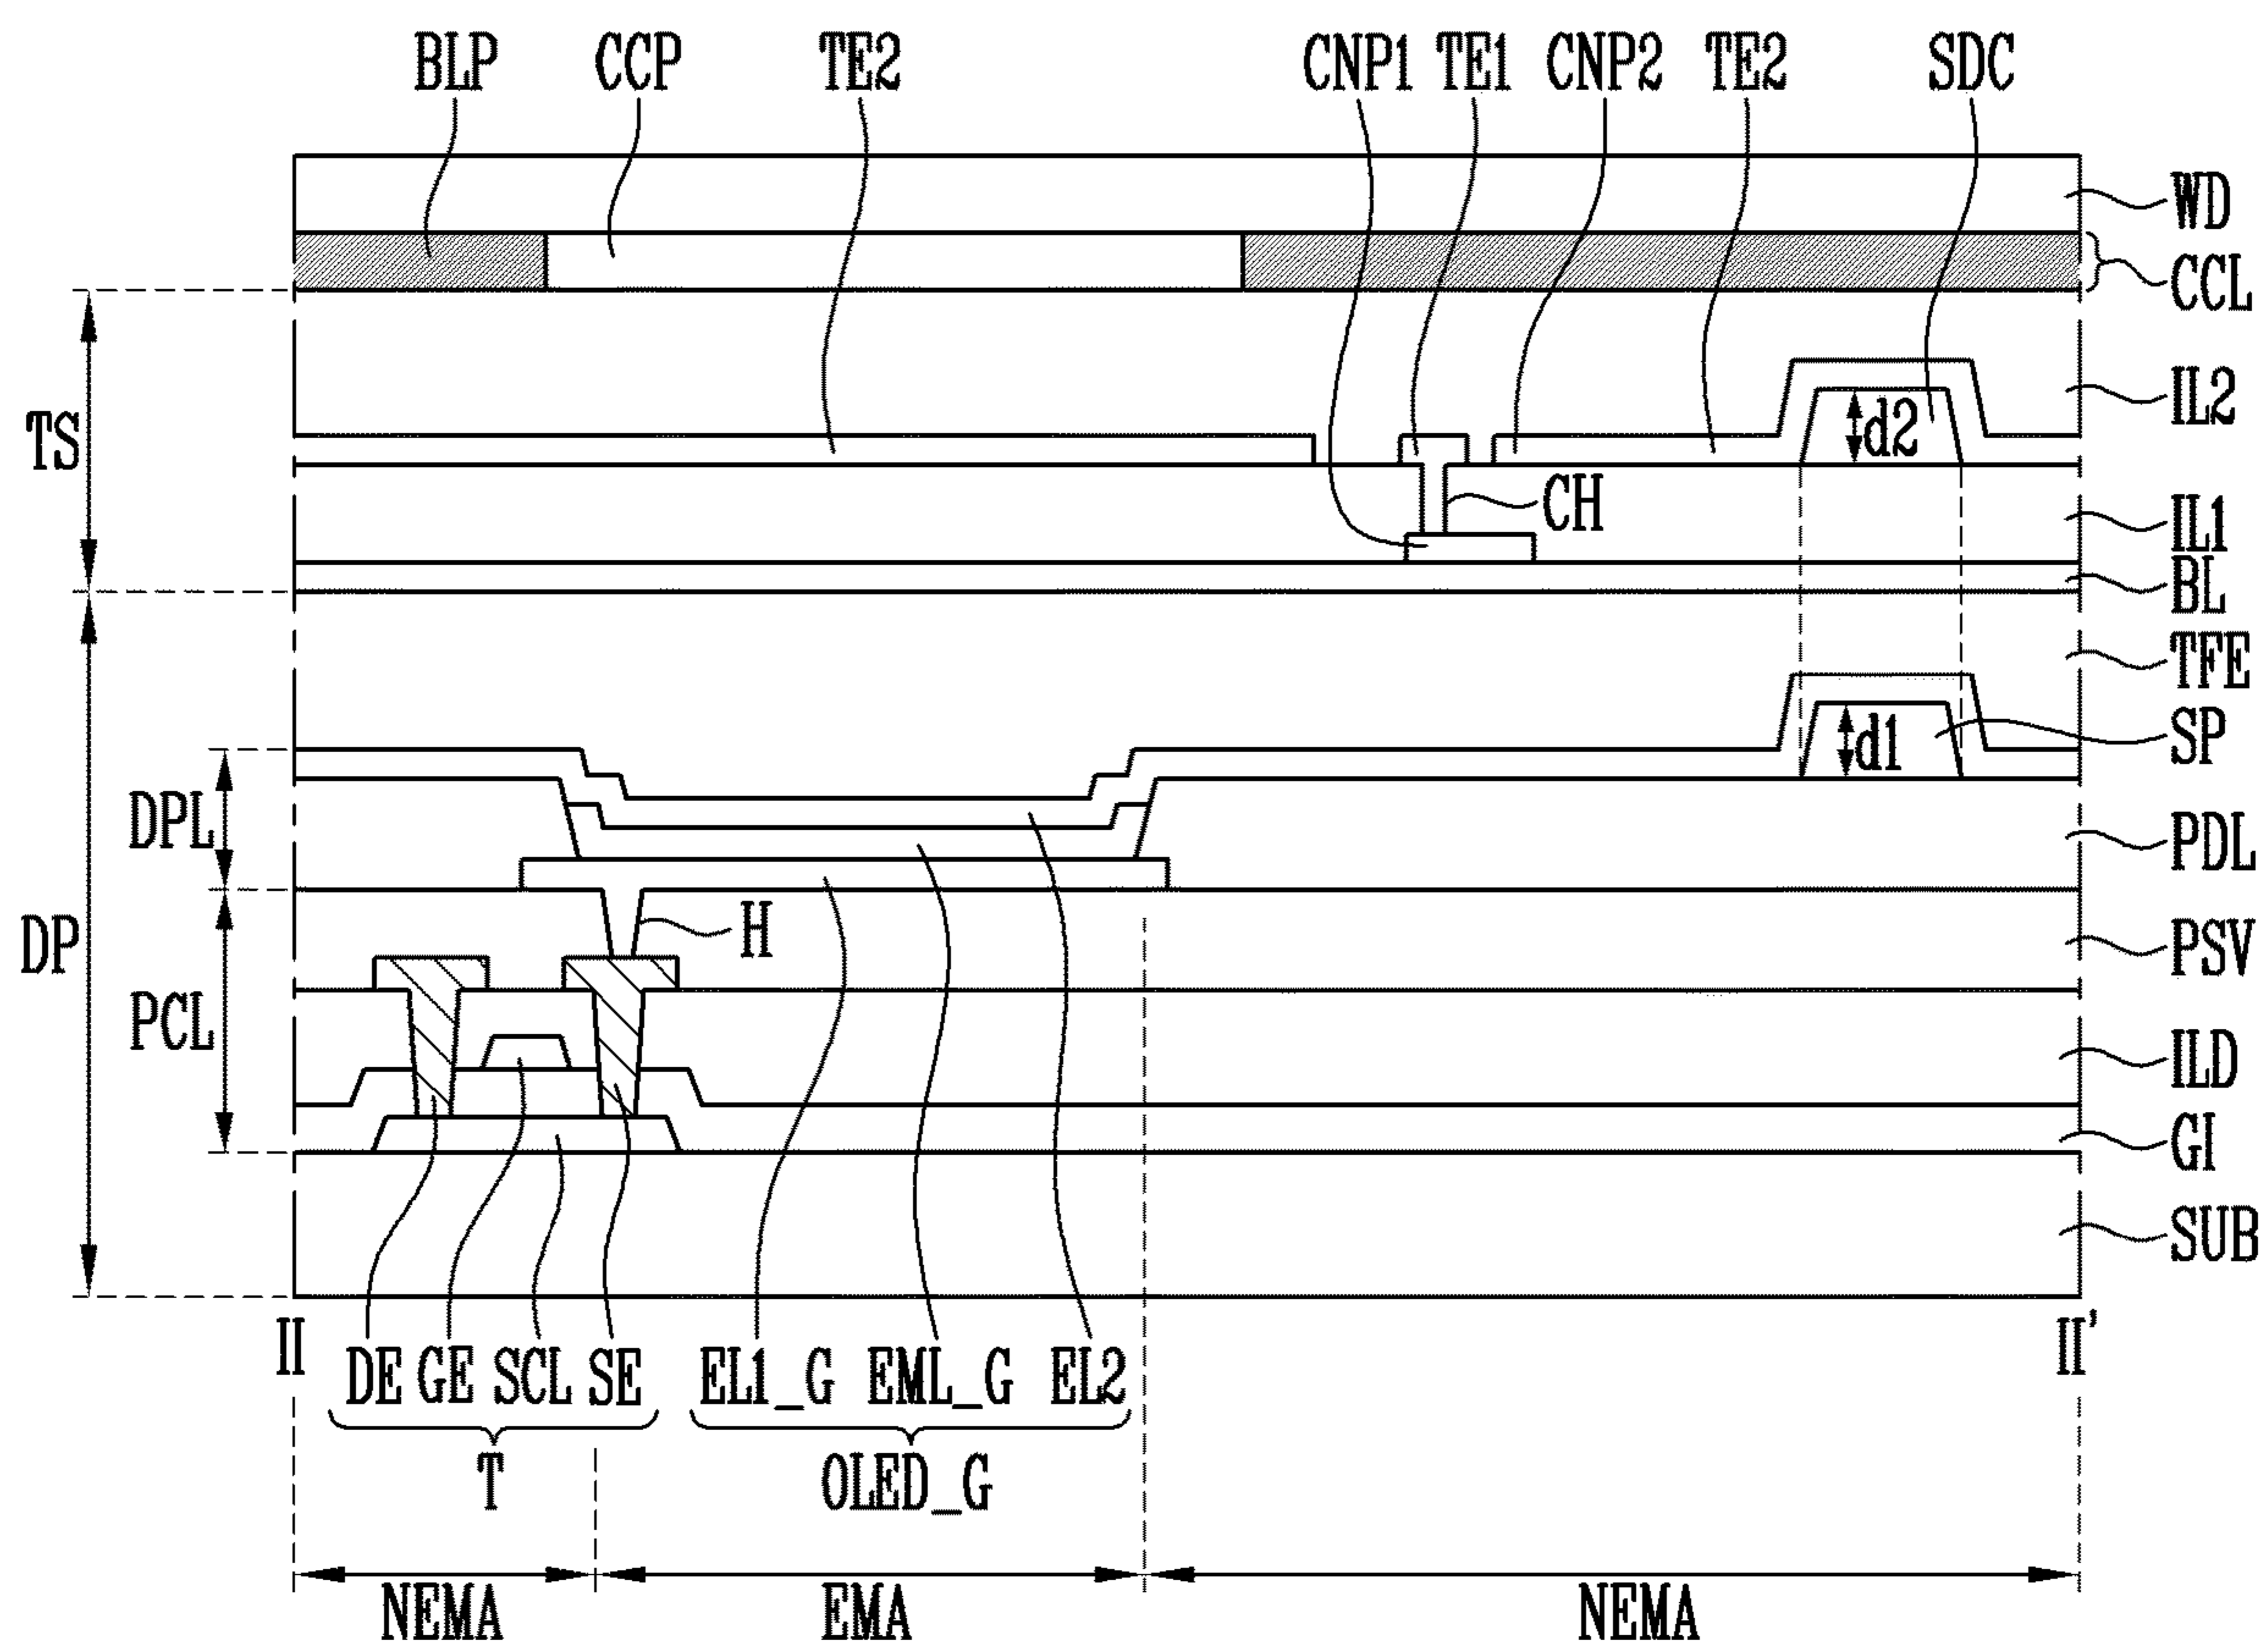 BLP CCP TE2 CNP1 TE1 CNP2 TE2 SDC
WD
CCL
IL2
d2
TS
CH
IL1
BL
TFE
SP
d1
DPL
PDL
H
DP
PSV
PCL
ILD
GI
SUB
II II'
DE GE SCL SE EL1_G EML_G EL2
T OLED_G
NEMA EMA NEMA